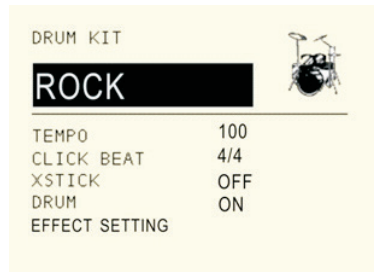 DRUM KIT
ROCK
TEMPO 100
CLICK BEAT 4/4
XSTICK OFF
DRUM ON
EFFECT SETTING